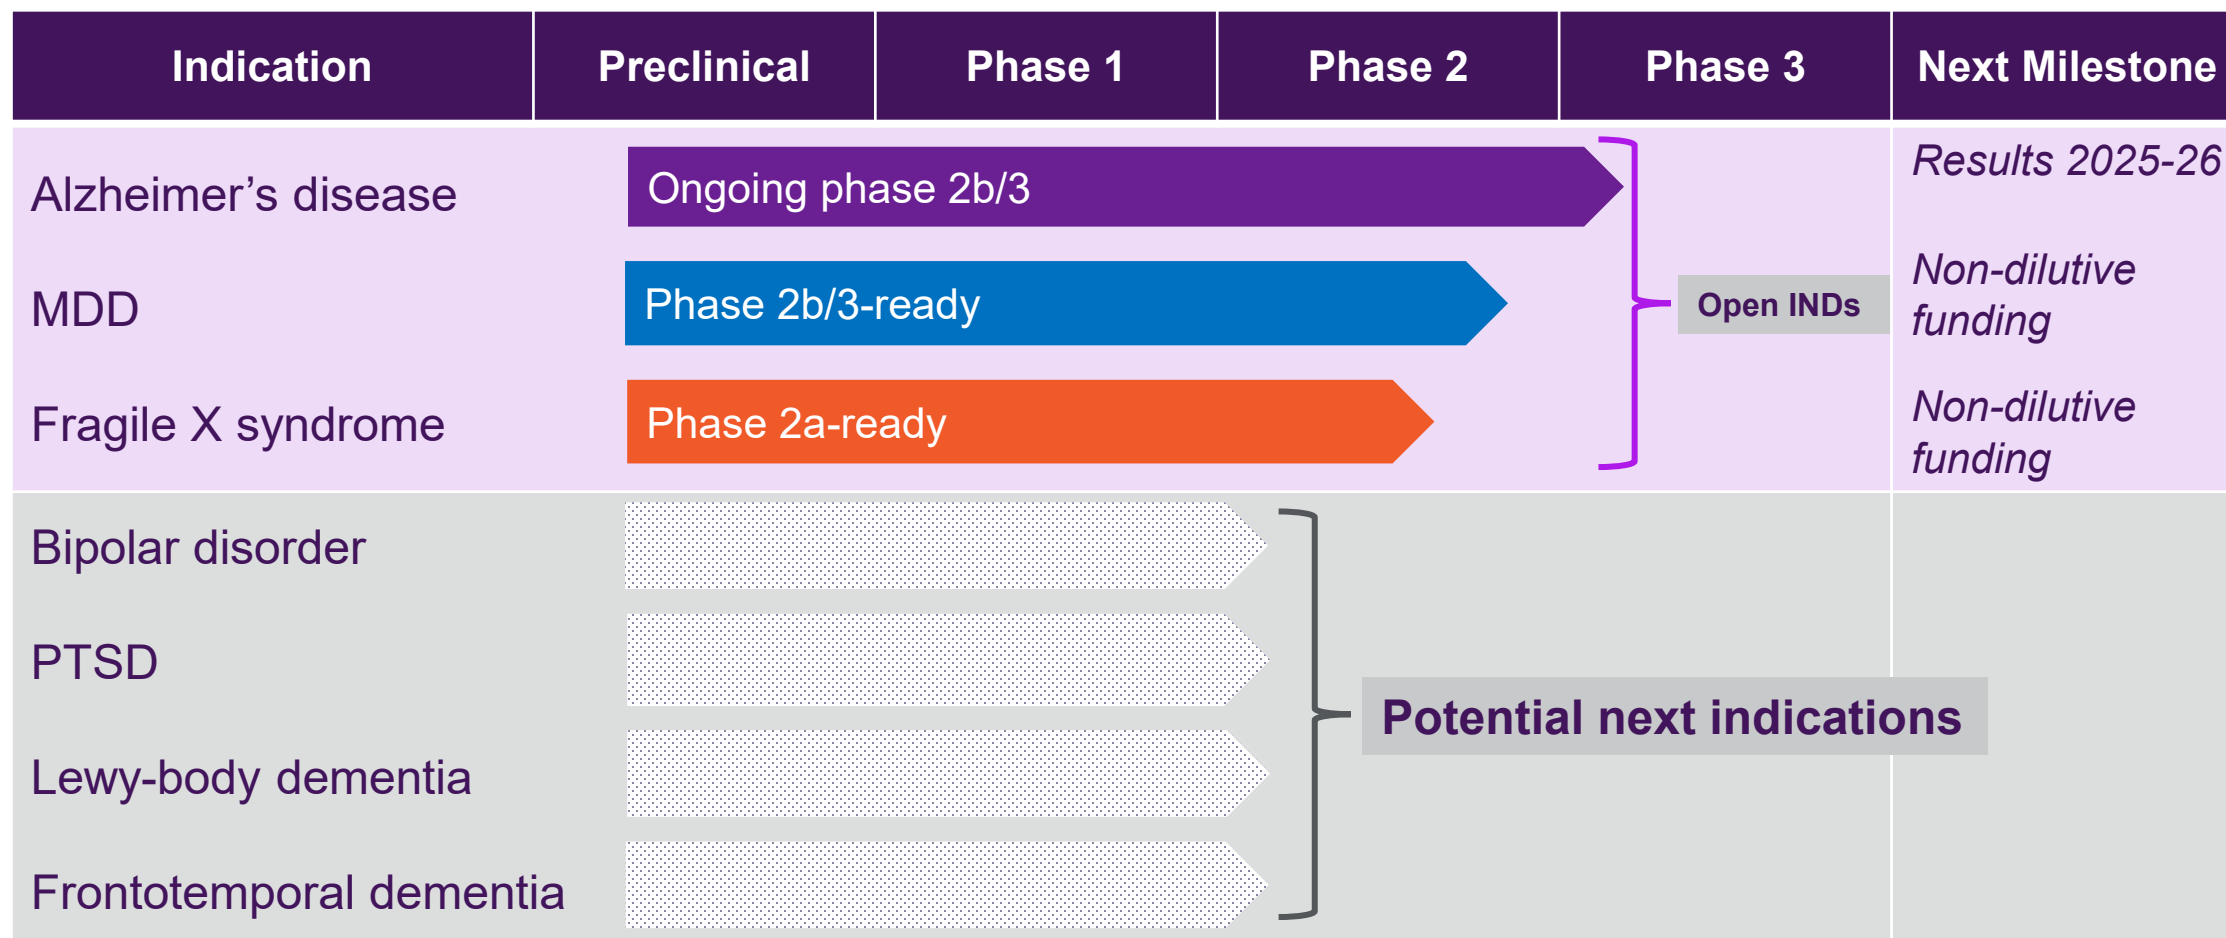 Indication Preclinical Phase 1 Phase 2 Phase 3 Next Milestone
Alzheimer’s disease
Ongoing phase 2b/3
Results 2025-26
MDD
Phase 2b/3-ready
Open INDs
Non-dilutive
funding
Fragile X syndrome
Phase 2a-ready
Non-dilutive
funding
Bipolar disorder
PTSD
Potential next indications
Lewy-body dementia
Frontotemporal dementia